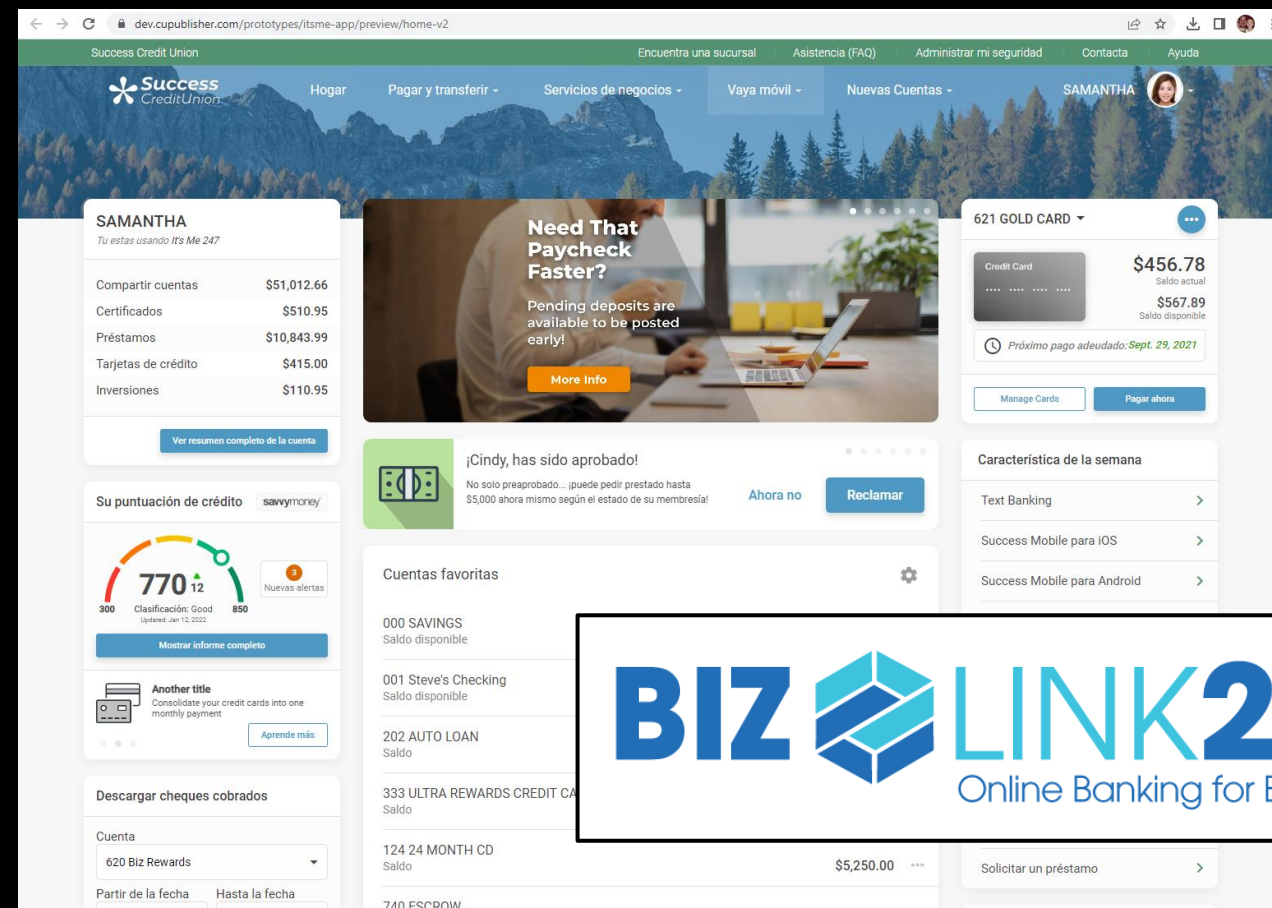 dev.cupublisher.com/prototypes/itsme-app/preview/home-v2
Success Credit Union
Encuentra una sucursal
Asistencia (FAQ)
Administrar mi seguridad
Contacta
Ayuda
Success
CreditUnion
Hogar
Pagar y transferir
Servicios de negocios
Vaya móvil
Nuevas Cuentas
SAMANTHA
SAMANTHA
Tu estas usando It's Me 247
Compartir cuentas $51,012.66
Certificados $510.95
Préstamos $10,843.99
Tarjetas de crédito $415.00
Inversiones $110.95
Ver resumen completo de la cuenta
Su puntuación de crédito
savvymoney
770 12
Nuevas alertas
3
300
850
Clasificación: Good
Updated: Jan 12, 2022
Mostrar informe completo
Another title
Consolidate your credit cards into one
monthly payment
Aprende más
Descargar cheques cobrados
Cuenta
620 Biz Rewards
Partir de la fecha
Hasta la fecha
Need That
Paycheck
Faster?
Pending deposits are
available to be posted
early!
More Info
¡Cindy, has sido aprobado!
No solo preaprobado... ¡puede pedir prestado hasta
$5,000 ahora mismo según el estado de su membresía!
Ahora no
Reclamar
Cuentas favoritas
000 SAVINGS
Saldo disponible
001 Steve's Checking
Saldo disponible
202 AUTO LOAN
Saldo
333 ULTRA REWARDS CREDIT CA
Saldo
124 24 MONTH CD
Saldo
$5,250.00
740 ESCROW
621 GOLD CARD
Credit Card
$456.78
Saldo actual
$567.89
Saldo disponible
Próximo pago adeudado: Sept. 29, 2021
Manage Cards
Pagar ahora
Característica de la semana
Text Banking
Success Mobile para iOS
Success Mobile para Android
BIZ LINK2
Online Banking for B
Solicitar un préstamo